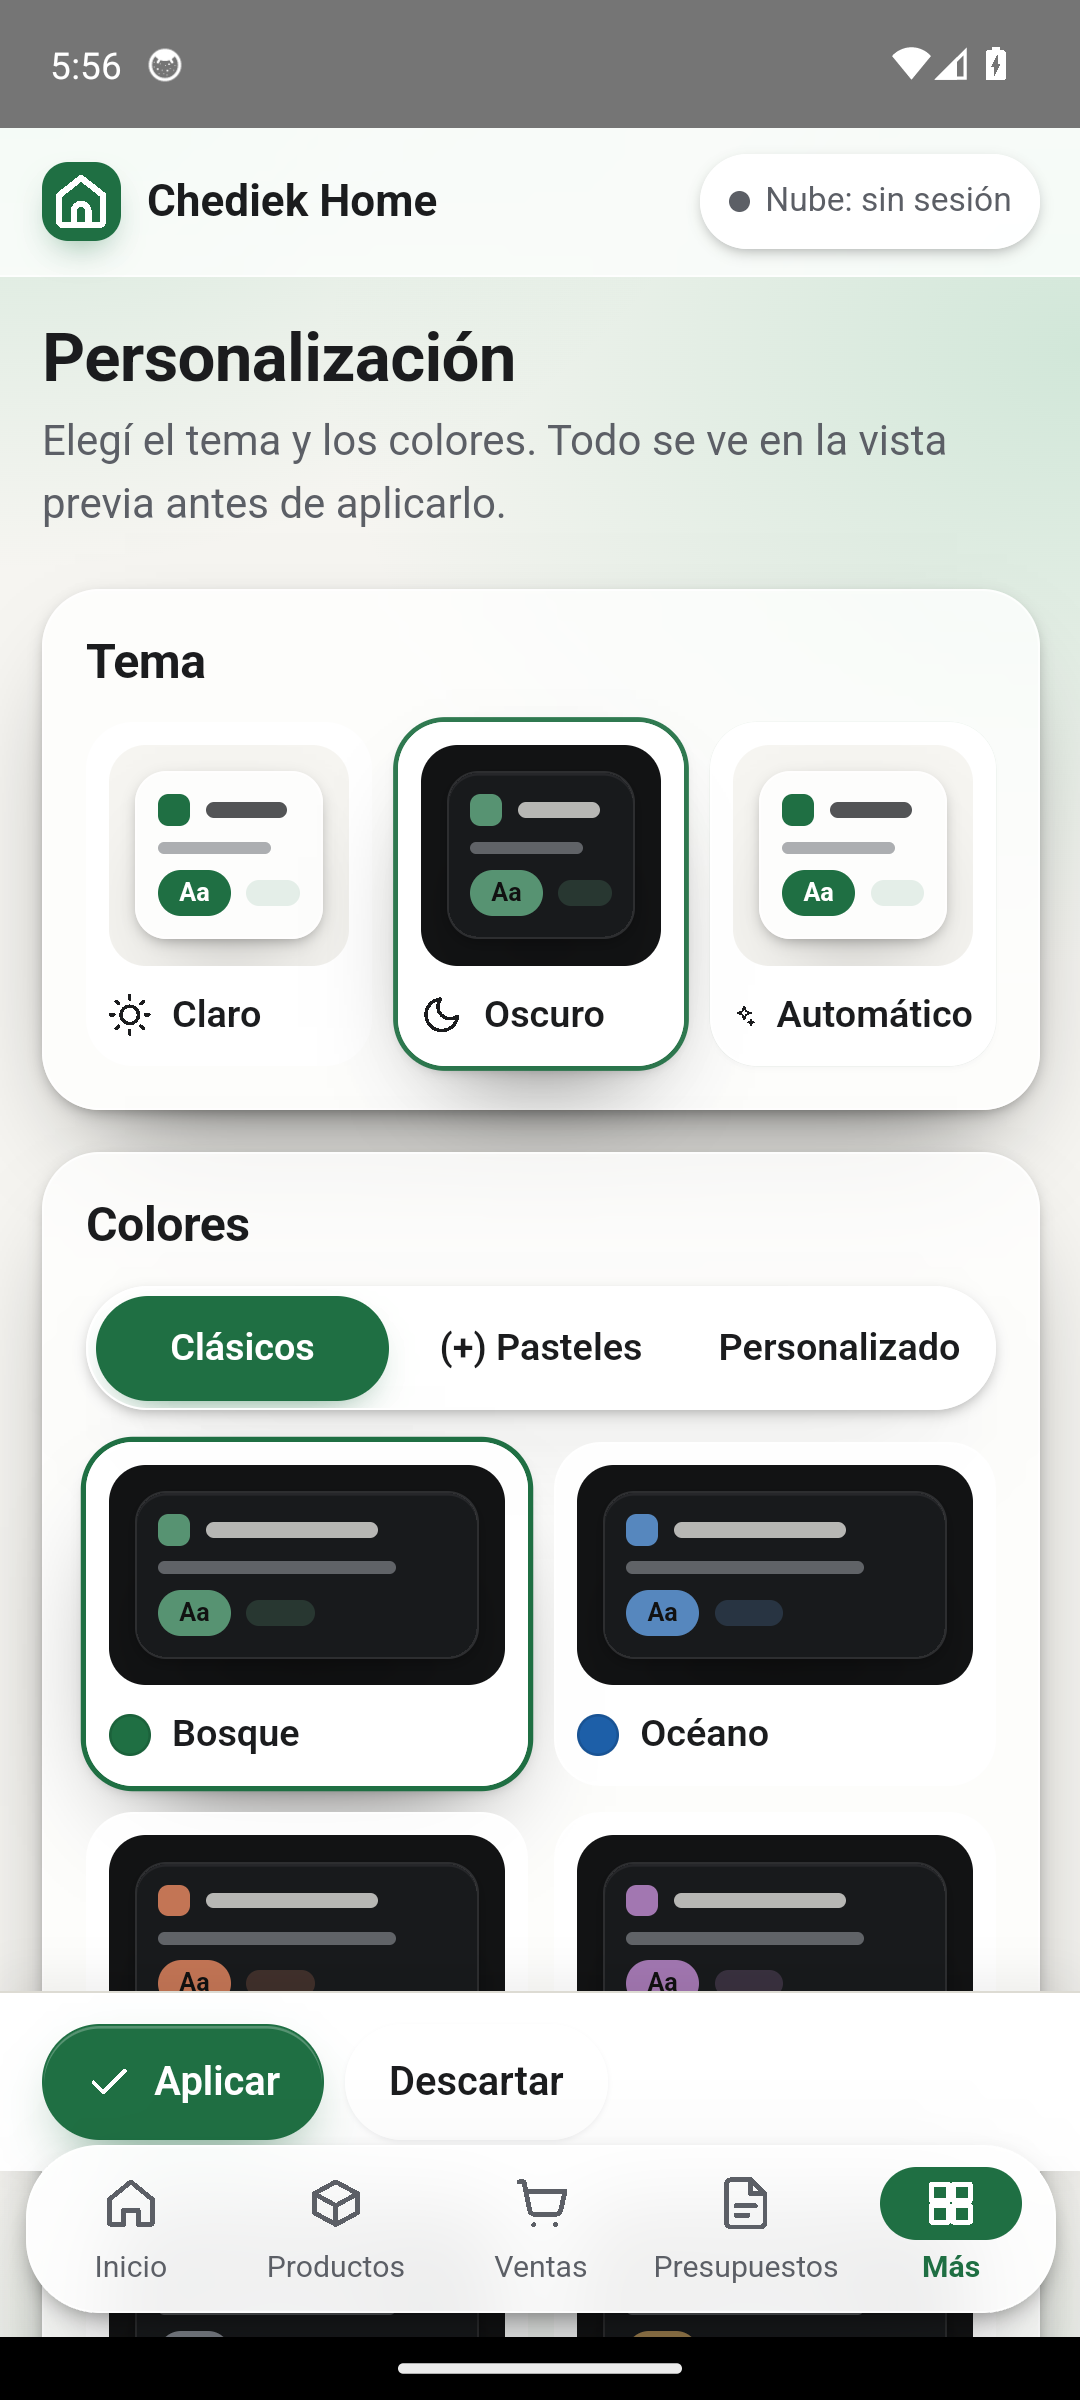 5:56
Chediek Home
Nube: sin sesión
Personalización
Elegí el tema y los colores. Todo se ve en la vista
previa antes de aplicarlo.
Tema
Aa
Aa
Aa
Claro
Oscuro
Automático
Colores
Clásicos
(+) Pasteles
Personalizado
Aa
Aa
Bosque
Océano
Aa
Aa
Aplicar
Descartar
Inicio
Productos
Ventas
Presupuestos
Más